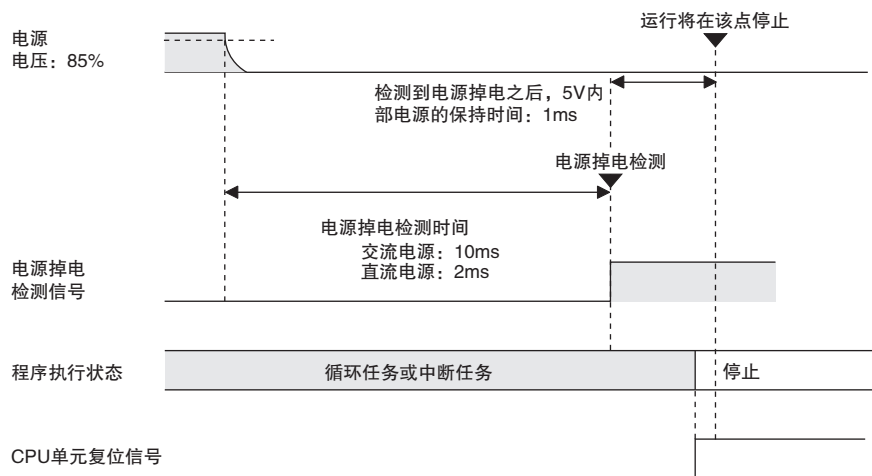 运行将在该点停止
电源
电压：85%
检测到电源掉电之后，5V内
部电源的保持时间：1ms
电源掉电检测
电源掉电检测时间
交流电源：10ms
直流电源：2ms
电源掉电
检测信号
程序执行状态
循环任务或中断任务
停止
CPU单元复位信号